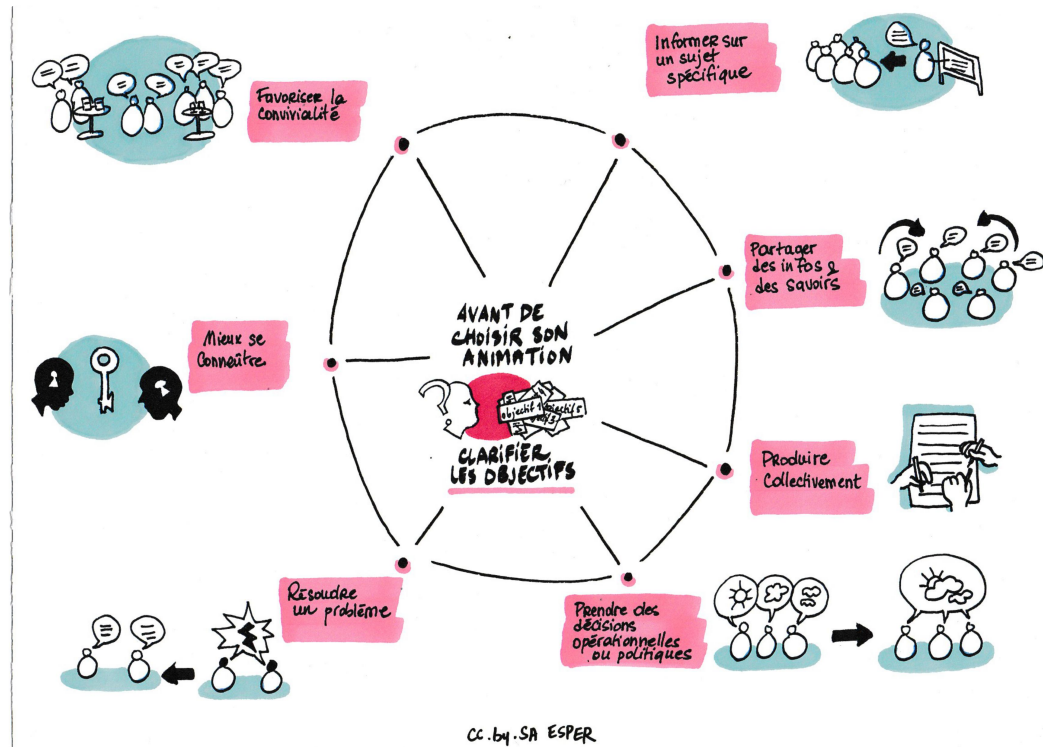 Favoriser la
convivialité
Informer sur
un sujet
spécifique
Partager
des infos &
des savoirs
AVANT DE
CHOISIR SON
ANIMATION
?
objectif 1
CLARIFIER
LES OBJECTIFS
Mieux se
connaître
Produire
collectivement
Résoudre
un problème
Prendre des
décisions
opérationnelles
ou politiques
CC.by.SA ESPER